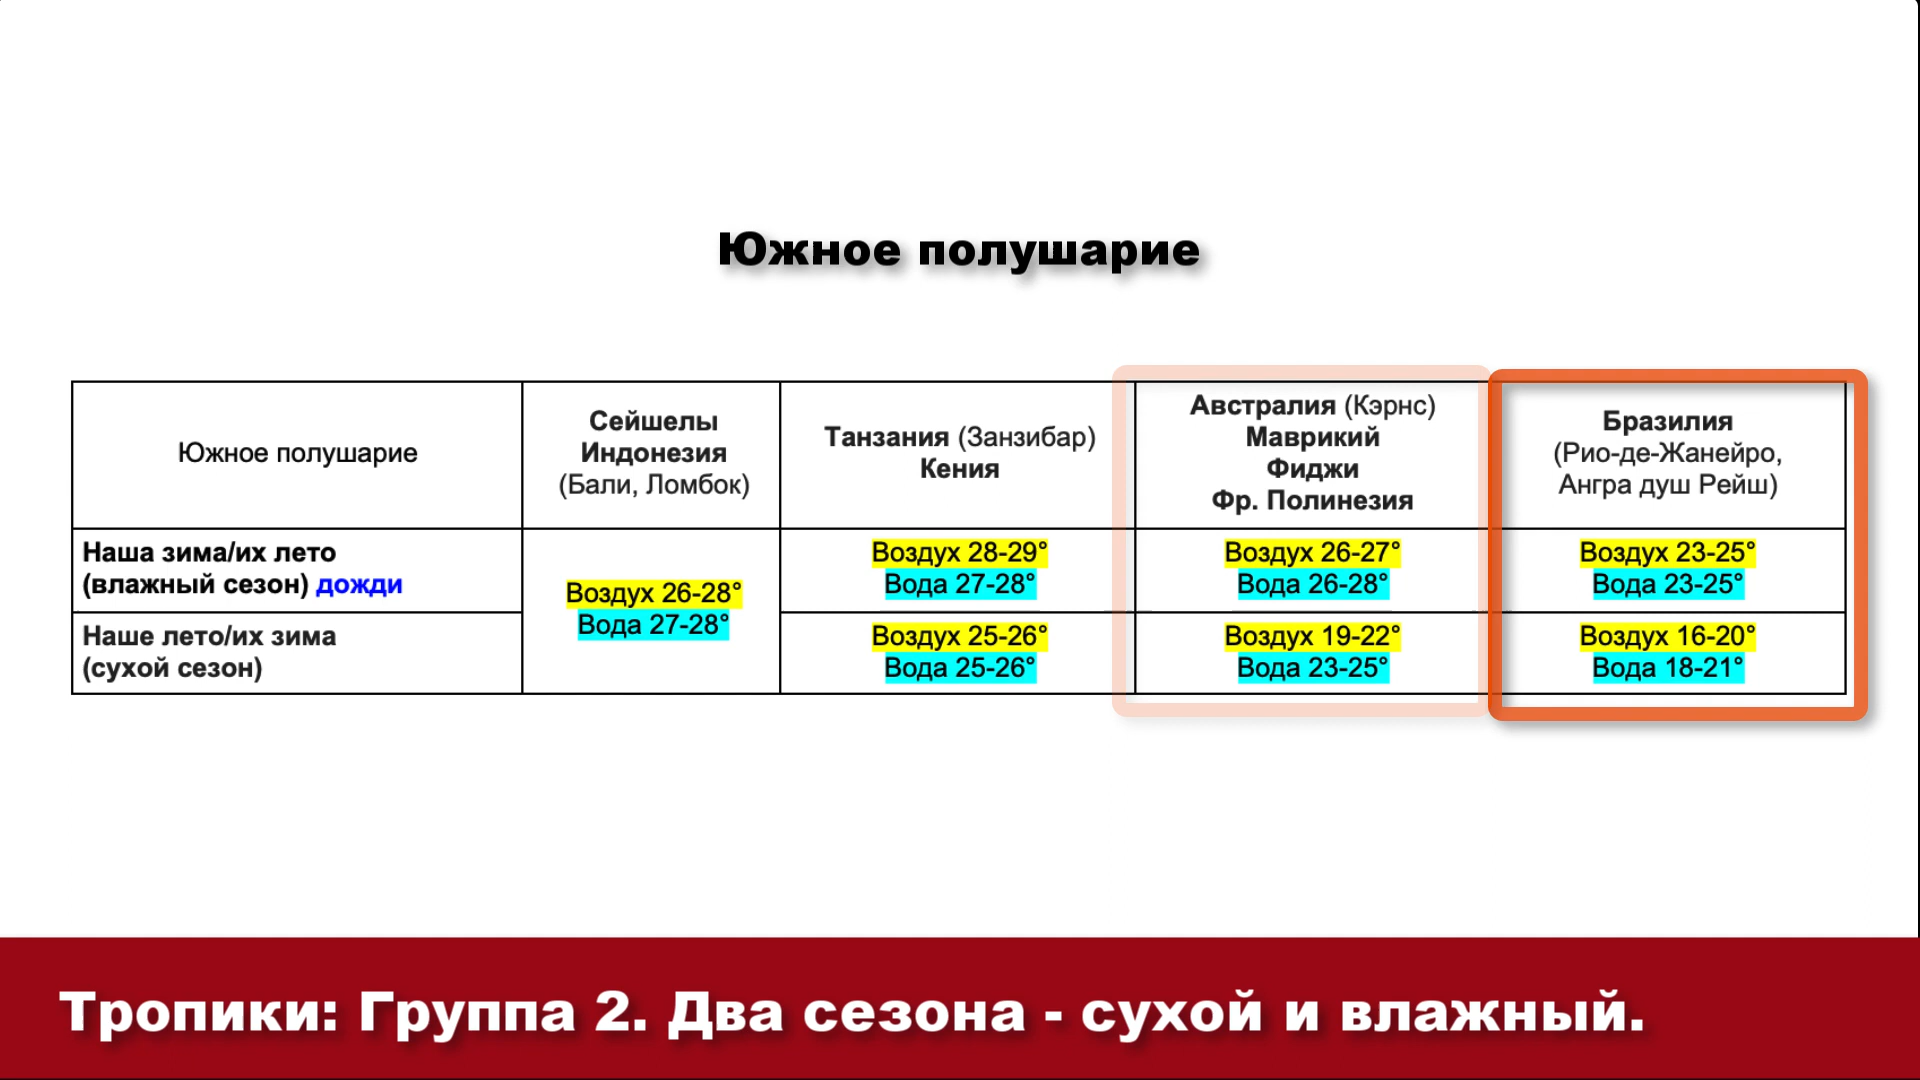 Южное полушарие
Южное полушарие
Сейшелы
Индонезия
(Бали, Ломбок)
Танзания (Занзибар)
Кения
Австралия (Кэрнс)
Маврикий
Фиджи
Фр. Полинезия
Бразилия
(Рио-де-Жанейро,
Ангра душ Рейш)
Наша зима/их лето
(влажный сезон) дожди
Воздух 26-28°
Вода 27-28°
Воздух 28-29°
Вода 27-28°
Воздух 26-27°
Вода 26-28°
Воздух 23-25°
Вода 23-25°
Наше лето/их зима
(сухой сезон)
Воздух 25-26°
Вода 25-26°
Воздух 19-22°
Вода 23-25°
Воздух 16-20°
Вода 18-21°
Тропики: Группа 2. Два сезона - сухой и влажный.